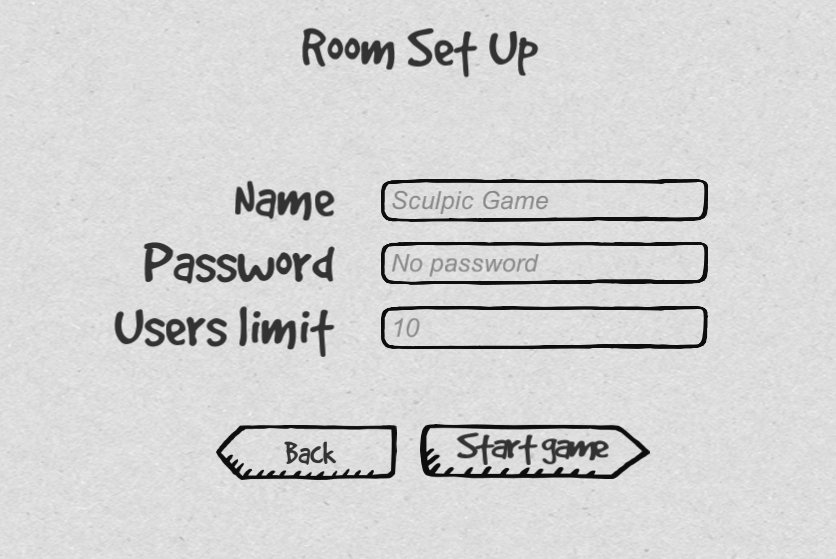 Room Set Up
Name Sculpic Game
Password No password
Users limit 10
Back Start game